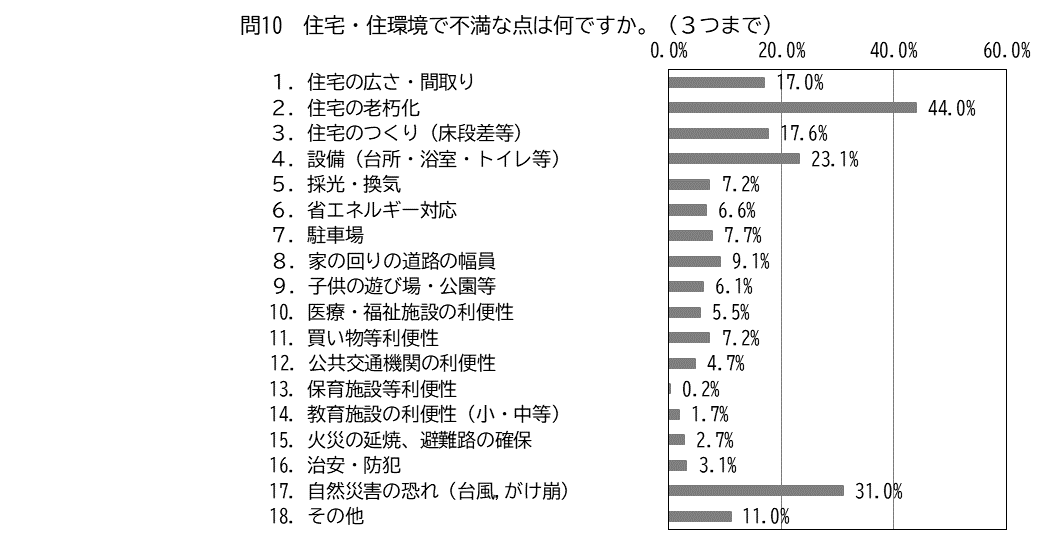 問10　住宅・住環境で不満な点は何ですか。（３つまで）
0.0%　20.0%　40.0%　60.0%
１．住宅の広さ・間取り　17.0%
２．住宅の老朽化　44.0%
３．住宅のつくり（床段差等）　17.6%
４．設備（台所・浴室・トイレ等）　23.1%
５．採光・換気　7.2%
６．省エネルギー対応　6.6%
７．駐車場　7.7%
８．家の回りの道路の幅員　9.1%
９．子供の遊び場・公園等　6.1%
10．医療・福祉施設の利便性　5.5%
11．買い物等利便性　7.2%
12．公共交通機関の利便性　4.7%
13．保育施設等利便性　0.2%
14．教育施設の利便性（小・中等）　1.7%
15．火災の延焼、避難路の確保　2.7%
16．治安・防犯　3.1%
17．自然災害の恐れ（台風,がけ崩）　31.0%
18．その他　11.0%